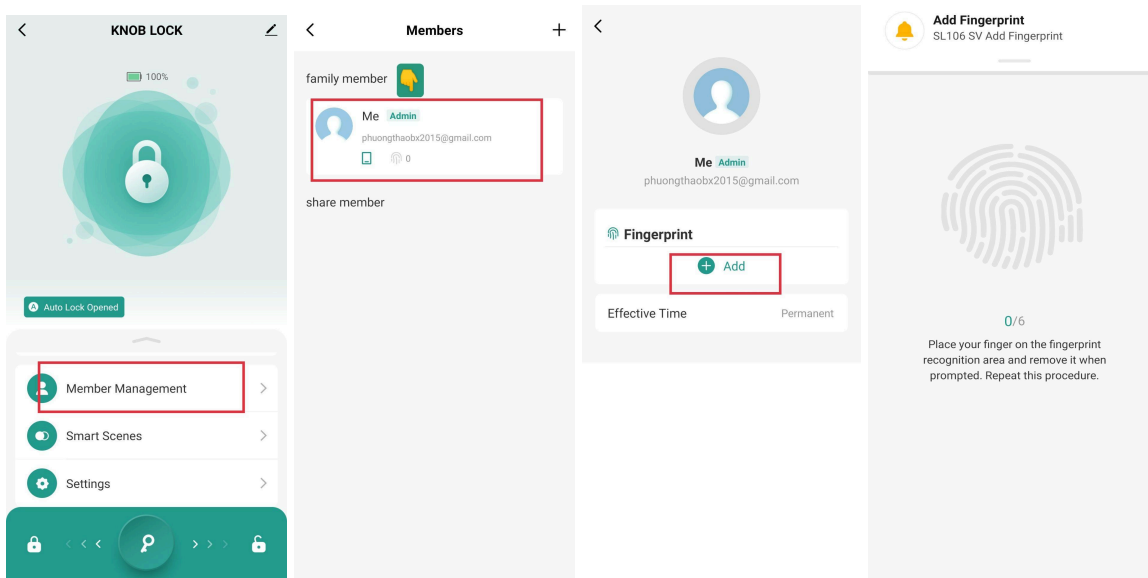 KNOB LOCK
100%
Auto Lock Opened
Member Management
Smart Scenes
Settings
Members
family member
Me Admin
phuongthaobx2015@gmail.com
0
share member
Me Admin
phuongthaobx2015@gmail.com
Fingerprint
Add
Effective Time Permanent
Add Fingerprint
SL106 SV Add Fingerprint
0/6
Place your finger on the fingerprint
recognition area and remove it when
prompted. Repeat this procedure.